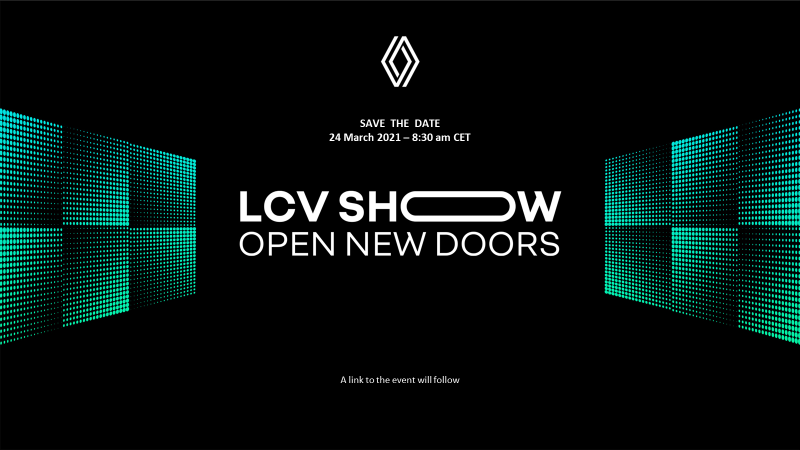 SAVE THE DATE
24 March 2021 – 8:30 am CET
LCV SHOW
OPEN NEW DOORS
A link to the event will follow